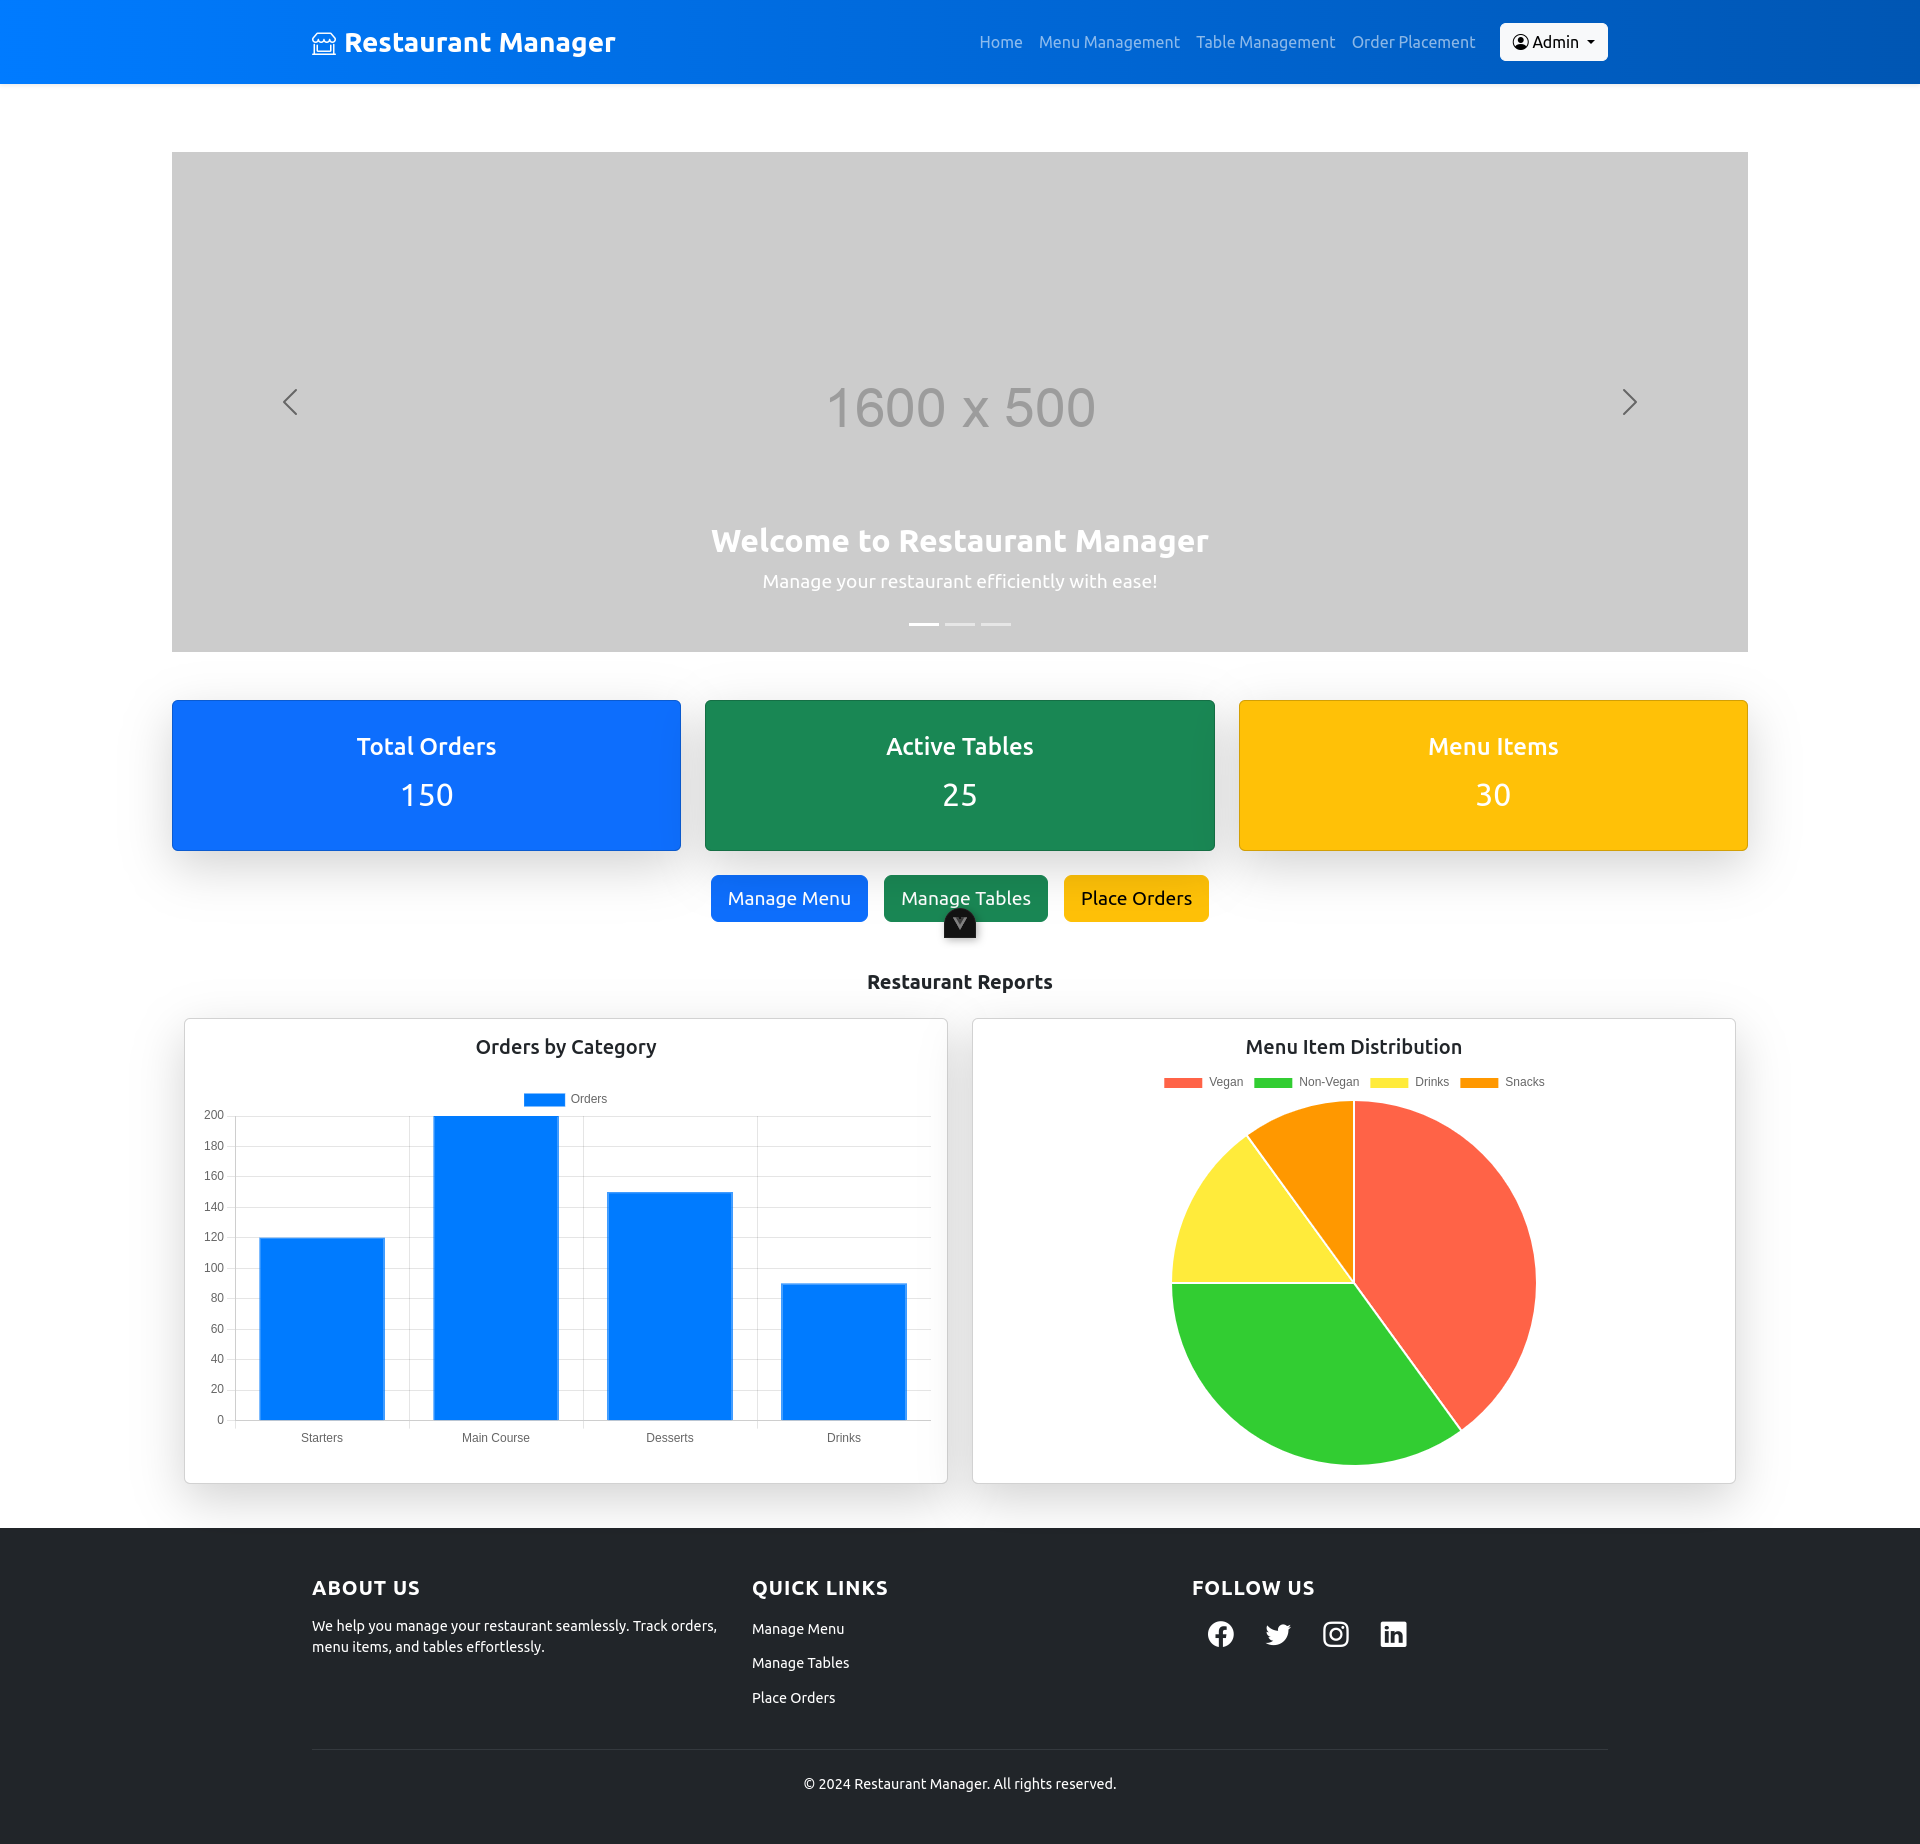 Restaurant Manager
Home Menu Management Table Management Order Placement Admin
1600 x 500
Welcome to Restaurant Manager
Manage your restaurant efficiently with ease!
Total Orders
150
Active Tables
25
Menu Items
30
Manage Menu
Manage Tables
Place Orders
Restaurant Reports
Orders by Category
Orders
200
180
160
140
120
100
80
60
40
20
0
Starters Main Course Desserts Drinks
Menu Item Distribution
Vegan Non-Vegan Drinks Snacks
ABOUT US
We help you manage your restaurant seamlessly. Track orders,
menu items, and tables effortlessly.
QUICK LINKS
Manage Menu
Manage Tables
Place Orders
FOLLOW US
© 2024 Restaurant Manager. All rights reserved.